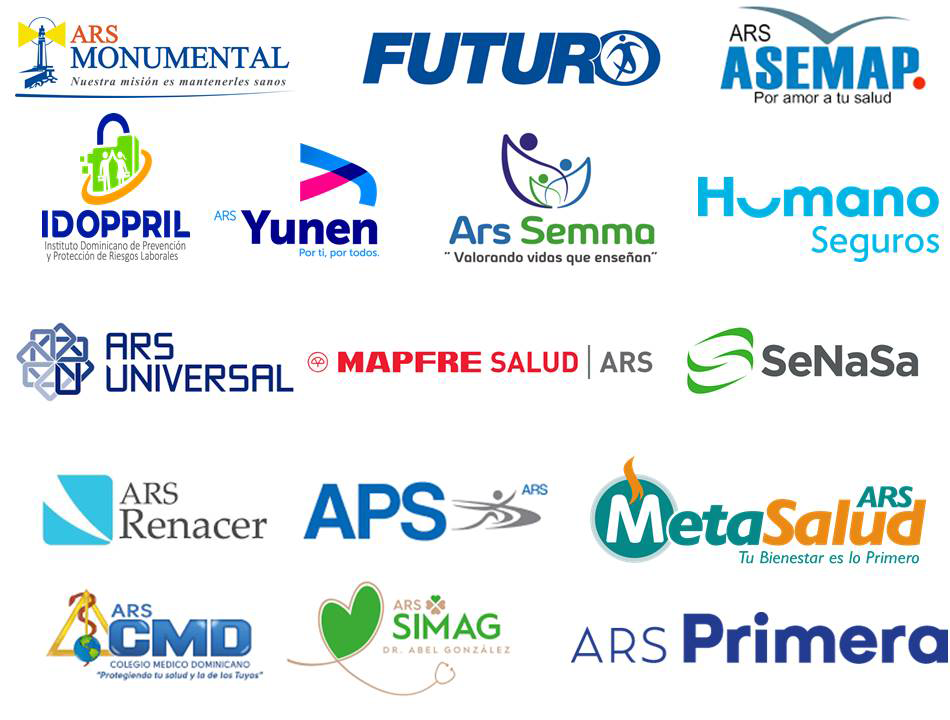 ARS
MONUMENTAL
Nuestra misión es mantenerles sanos
FUTURO
ARS
ASEMAP.
Por amor a tu salud
IDOPPRIL
Instituto Dominicano de Prevención
y Protección de Riesgos Laborales
ARS
Yunen
Por ti, por todos.
Ars Semma
¨ Valorando vidas que enseñan¨
Humano
Seguros
ARS
UNIVERSAL
MAPFRE SALUD | ARS
SeNaSa
ARS
Renacer
APS ARS
ARS
MetaSalud
Tu Bienestar es lo Primero
ARS
CMD
COLEGIO MEDICO DOMINICANO
"Protegiendo tu salud y la de los Tuyos"
ARS
SIMAG
DR. ABEL GONZÁLEZ
ARS Primera